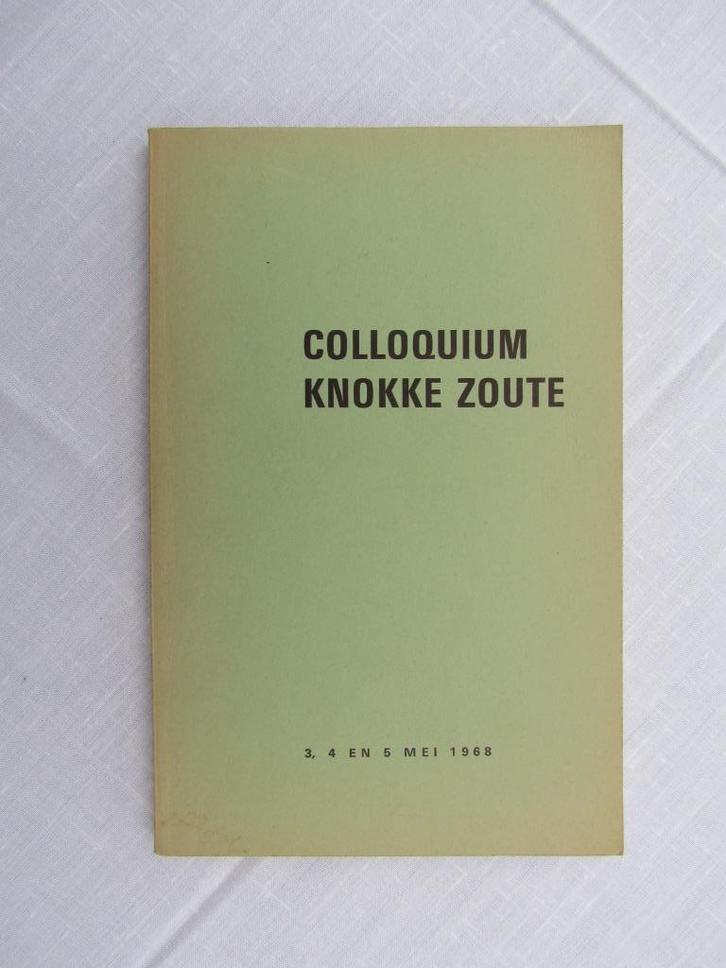 COLLOQUIUM
KNOKKE ZOUTE
3, 4 EN 5 MEI 1968